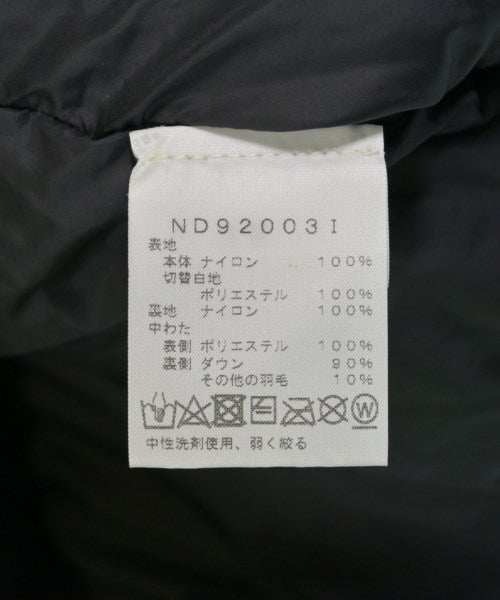 ND92003I
表地
本体 ナイロン 100%
切替白地
ポリエステル 100%
裏地 ナイロン 100%
中わた
表側 ポリエステル 100%
裏側 ダウン 90%
その他の羽毛 10%
W
中性洗剤使用、弱く絞る